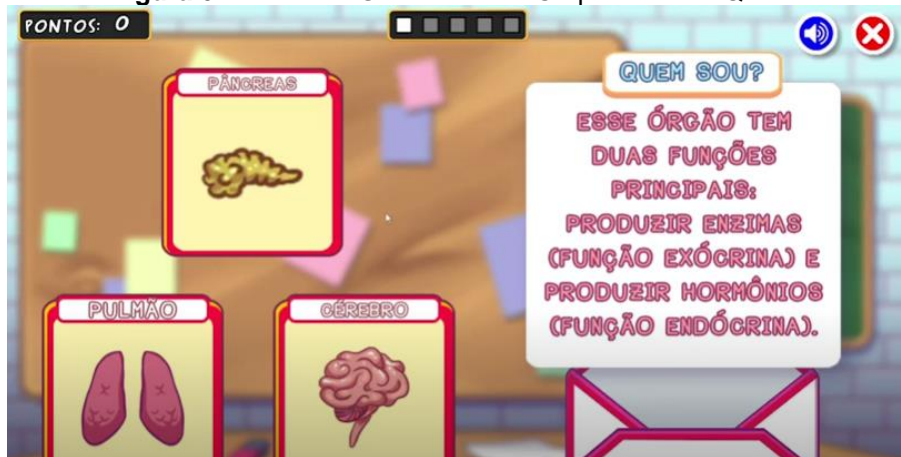 PONTOS: 0
PÂNCREAS
PULMÃO
CÉREBRO
QUEM SOU?
ESSE ÓRGÃO TEM
DUAS FUNÇÕES
PRINCIPAIS:
PRODUZIR ENZIMAS
(FUNÇÃO EXÓCRINA) E
PRODUZIR HORMÔNIOS
(FUNÇÃO ENDÓCRINA).